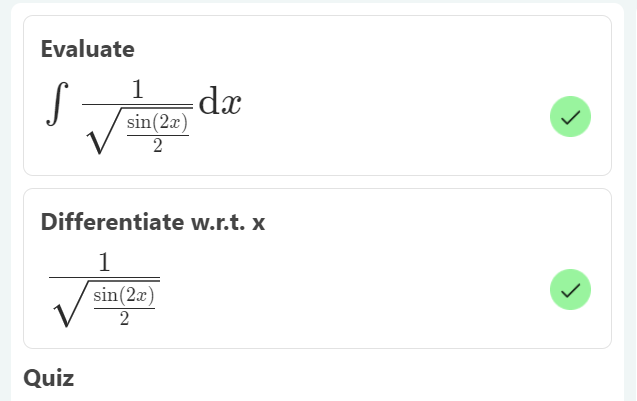 Evaluate
∫ 1/√(sin(2x)/2) dx
Differentiate w.r.t. x
1/√(sin(2x)/2)
Quiz